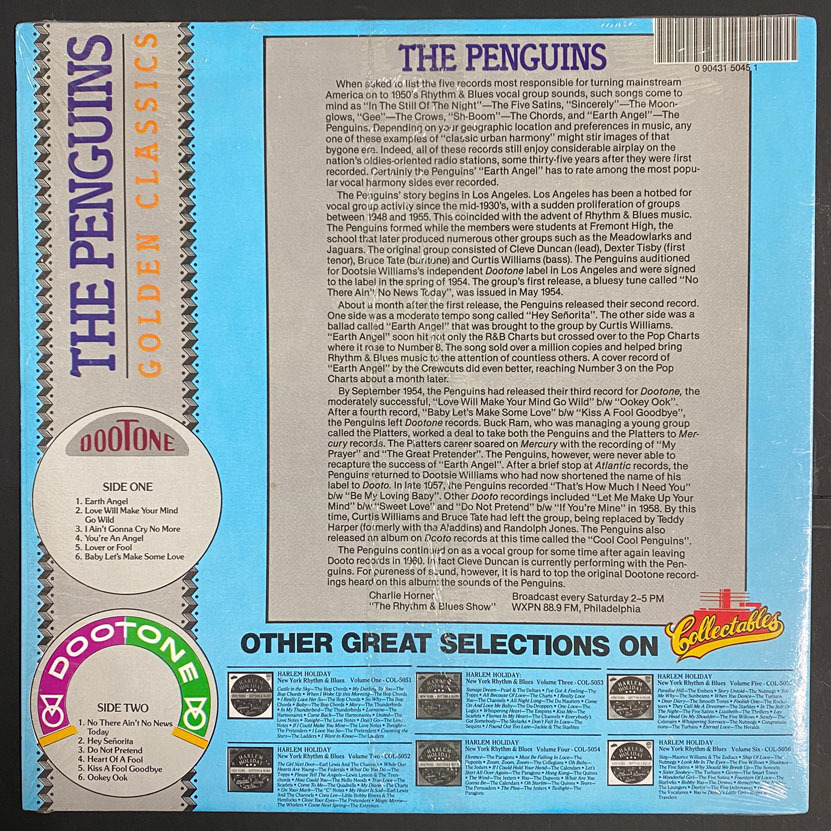 THE PENGUINS
GOLDEN CLASSICS
DOOTONE
SIDE ONE
1. Earth Angel
2. Love Will Make Your Mind
Go Wild
3. I Ain't Gonna Cry No More
4. You're An Angel
5. Lover or Fool
6. Baby Let's Make Some Love
DOOTONE
SIDE TWO
1. No There Ain't No News
Today
2. Hey Señorita
3. Do Not Pretend
4. Heart Of A Fool
5. Kiss A Fool Goodbye
6. Ookey Ook
0 90431 5045 1
THE PENGUINS
When asked to list the five records most responsible for turning mainstream
America on to 1950's Rhythm & Blues vocal group sounds, such songs come to
mind as "In The Still Of The Night"—The Five Satins, "Sincerely"—The Moon-
glows, "Gee"—The Crows, "Sh-Boom"—The Chords, and "Earth Angel"—The
Penguins. Depending on your geographic location and preferences in music, any
one of these examples of "classic urban harmony" might stir images of that
bygone era. Indeed, all of these records still enjoy considerable airplay on the
nation's oldies-oriented radio stations, some thirty-five years after they were first
recorded. Certainly the Penguins' "Earth Angel" has to rate among the most popu-
lar vocal harmony sides ever recorded.
The Penguins' story begins in Los Angeles. Los Angeles has been a hotbed for
vocal group activity since the mid-1930's, with a sudden proliferation of groups
between 1948 and 1955. This coincided with the advent of Rhythm & Blues music.
The Penguins formed while the members were students at Fremont High, the
school that later produced numerous other groups such as the Meadowlarks and
Jaguars. The original group consisted of Cleve Duncan (lead), Dexter Tisby (first
tenor), Bruce Tate (baritone) and Curtis Williams (bass). The Penguins auditioned
for Dootsie Williams's independent Dootone label in Los Angeles and were signed
to the label in the spring of 1954. The group's first release, a bluesy tune called "No
There Ain't No News Today", was issued in May 1954.
About a month after the first release, the Penguins released their second record.
One side was a moderate tempo song called "Hey Señorita". The other side was a
ballad called "Earth Angel" that was brought to the group by Curtis Williams.
"Earth Angel" soon hit not only the R&B Charts but crossed over to the Pop Charts
where it rose to Number 8. The song sold over a million copies and helped bring
Rhythm & Blues music to the attention of countless others. A cover record of
"Earth Angel" by the Crewcuts did even better, reaching Number 3 on the Pop
Charts about a month later.
By September 1954, the Penguins had released their third record for Dootone, the
moderately successful, "Love Will Make Your Mind Go Wild" b/w "Ookey Ook".
After a fourth record, "Baby Let's Make Some Love" b/w "Kiss A Fool Goodbye",
the Penguins left Dootone records. Buck Ram, who was managing a young group
called the Platters, worked a deal to take both the Penguins and the Platters to Mer-
cury records. The Platters career soared on Mercury with the recording of "My
Prayer" and "The Great Pretender". The Penguins, however, were never able to
recapture the success of "Earth Angel". After a brief stop at Atlantic records, the
Penguins returned to Dootsie Williams who had now shortened the name of his
label to Dooto. In late 1957, the Penguins recorded "That's How Much I Need You"
b/w "Be My Loving Baby". Other Dooto recordings included "Let Me Make Up Your
Mind" b/w "Sweet Love" and "Do Not Pretend" b/w "If You're Mine" in 1958. By this
time, Curtis Williams and Bruce Tate had left the group, being replaced by Teddy
Harper (formerly with the Aladdins) and Randolph Jones. The Penguins also
released an album on Dooto records at this time called the "Cool Cool Penguins".
The Penguins continued on as a vocal group for some time after again leaving
Dooto records in 1960. In fact Cleve Duncan is currently performing with the Pen-
guins. For pureness of sound, however, it is hard to top the original Dootone record-
ings heard on this album: the sounds of the Penguins.
Charlie Horner Broadcast every Saturday 2–5 PM
"The Rhythm & Blues Show" WXPN 88.9 FM, Philadelphia
OTHER GREAT SELECTIONS ON
Collectables
HARLEM HOLIDAY
New York Rhythm & Blues Volume One - COL-5051
HARLEM HOLIDAY:
New York Rhythm & Blues Volume Three - COL-5053
HARLEM HOLIDAY
New York Rhythm & Blues Volume Five - COL-5055
HARLEM HOLIDAY
New York Rhythm & Blues Volume Two - COL-5052
HARLEM HOLIDAY
New York Rhythm & Blues Volume Four - COL-5054
HARLEM HOLIDAY
New York Rhythm & Blues Volume Six - COL-5056